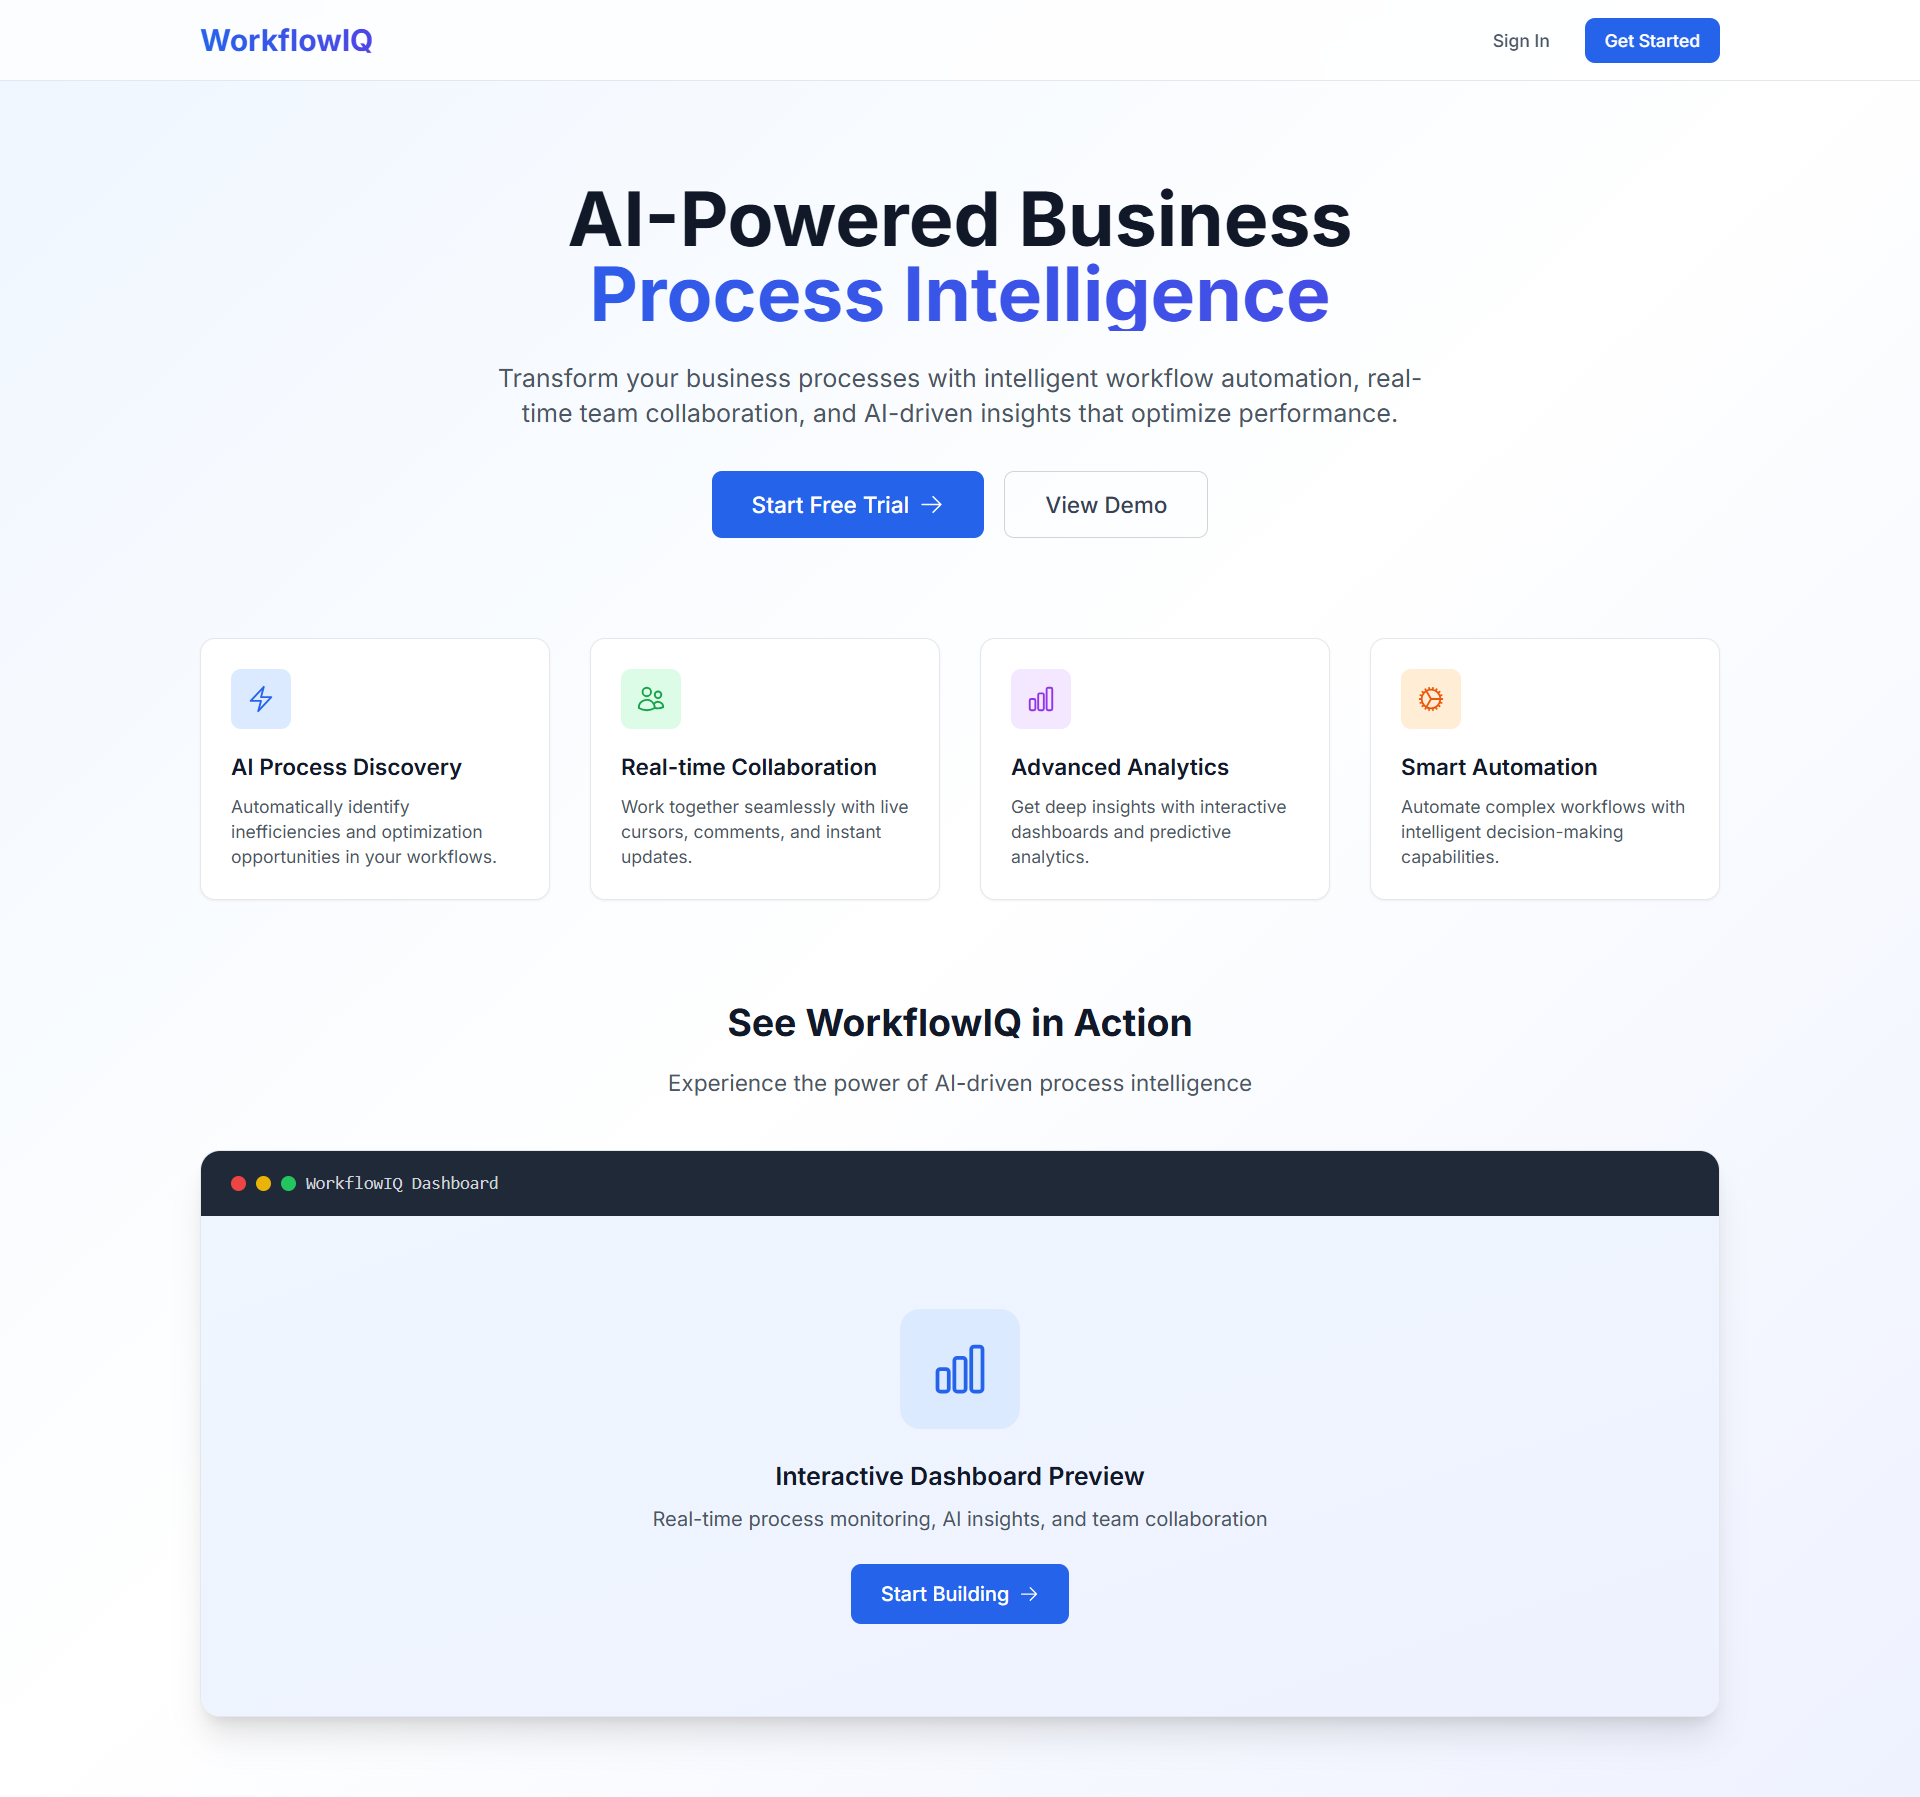 WorkflowIQ
Sign In
Get Started
AI-Powered Business
Process Intelligence
Transform your business processes with intelligent workflow automation, real-
time team collaboration, and AI-driven insights that optimize performance.
Start Free Trial
View Demo
AI Process Discovery
Automatically identify
inefficiencies and optimization
opportunities in your workflows.
Real-time Collaboration
Work together seamlessly with live
cursors, comments, and instant
updates.
Advanced Analytics
Get deep insights with interactive
dashboards and predictive
analytics.
Smart Automation
Automate complex workflows with
intelligent decision-making
capabilities.
See WorkflowIQ in Action
Experience the power of AI-driven process intelligence
WorkflowIQ Dashboard
Interactive Dashboard Preview
Real-time process monitoring, AI insights, and team collaboration
Start Building